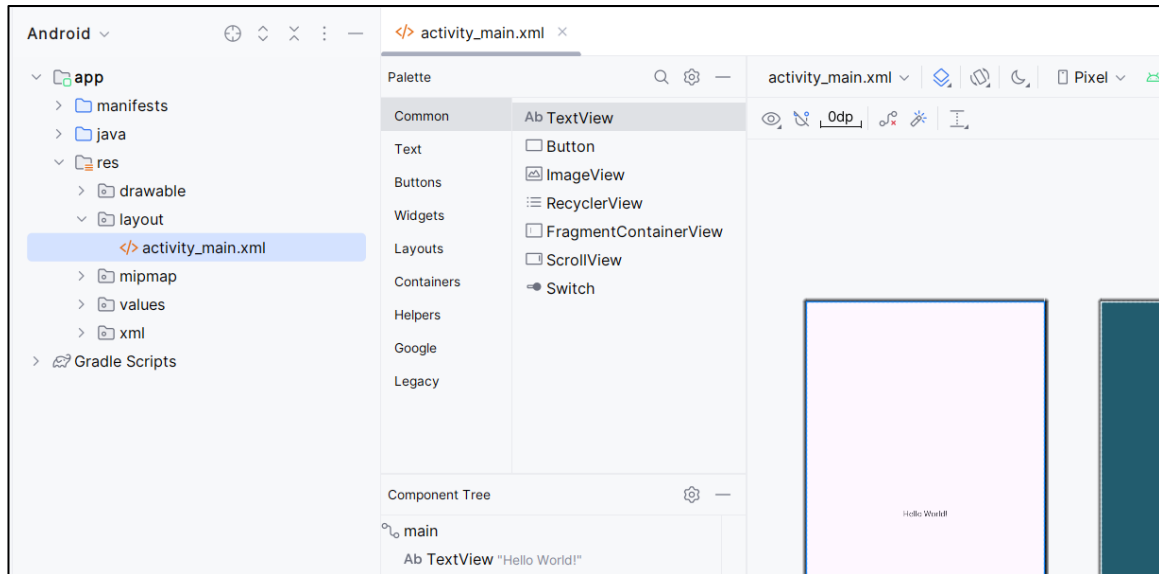 Android
app
manifests
java
res
drawable
layout
activity_main.xml
mipmap
values
xml
Gradle Scripts
activity_main.xml
Palette
Common
Text
Buttons
Widgets
Layouts
Containers
Helpers
Google
Legacy
Ab TextView
Button
ImageView
RecyclerView
FragmentContainerView
ScrollView
Switch
Component Tree
main
Ab TextView "Hello World!"
activity_main.xml Pixel
0dp
Hello World!